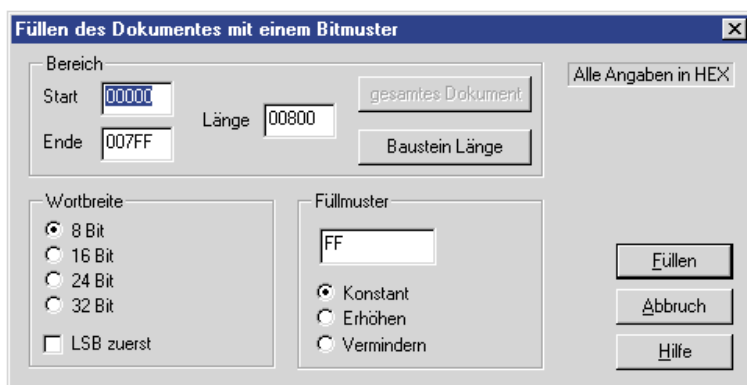 Füllen des Dokumentes mit einem Bitmuster
Bereich
Start 00000
Ende 007FF
Länge 00800
gesamtes Dokument
Baustein Länge
Alle Angaben in HEX
Wortbreite
8 Bit
16 Bit
24 Bit
32 Bit
LSB zuerst
Füllmuster
FF
Konstant
Erhöhen
Vermindern
Füllen
Abbruch
Hilfe